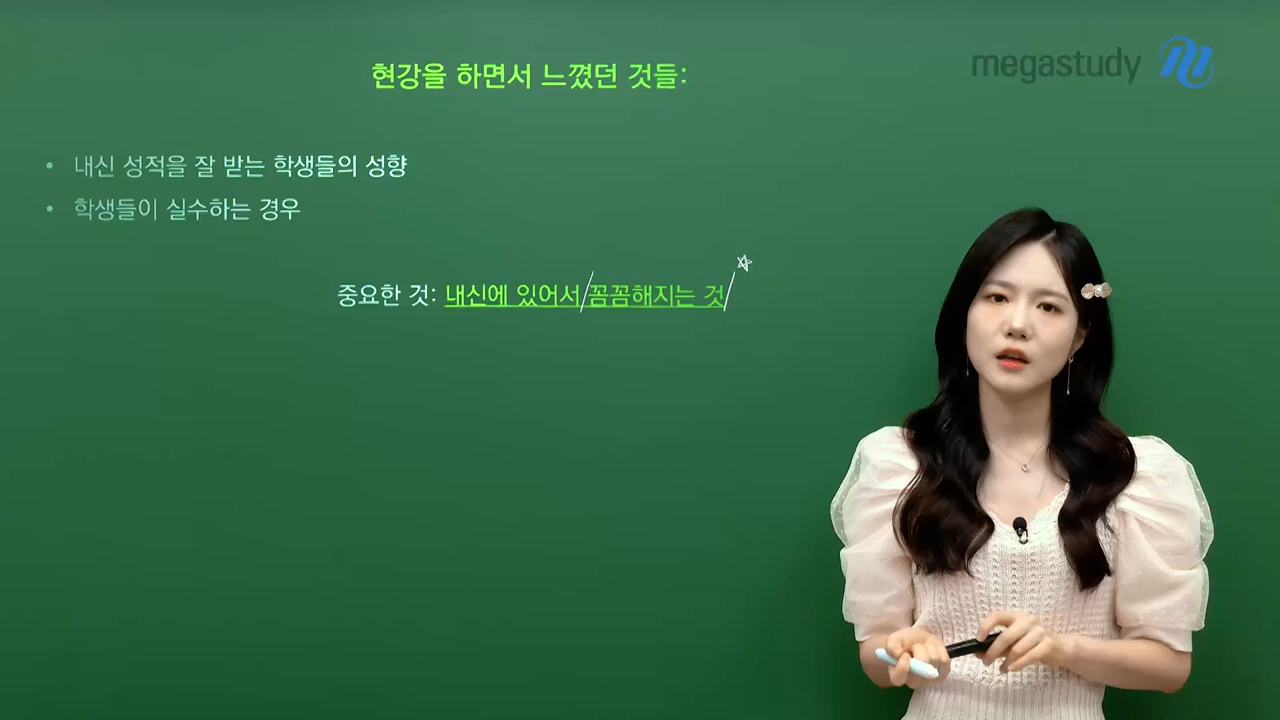 megastudy
현강을 하면서 느꼈던 것들:
• 내신 성적을 잘 받는 학생들의 성향
• 학생들이 실수하는 경우
중요한 것: 내신에 있어서/꼼꼼해지는 것/☆